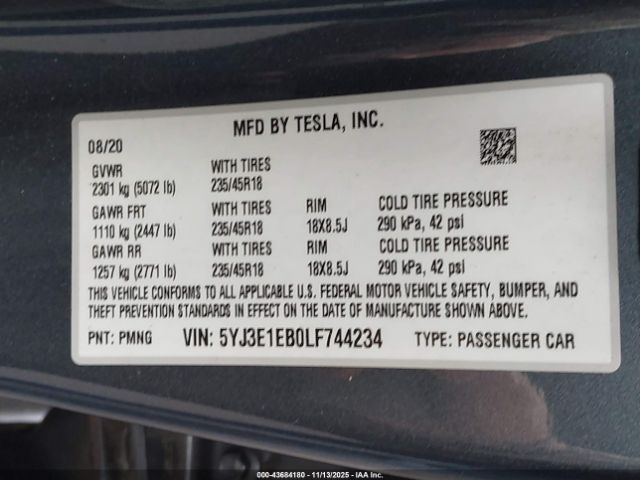 MFD BY TESLA, INC.
08/20
GVWR WITH TIRES
2301 kg (5072 lb) 235/45R18
GAWR FRT WITH TIRES RIM COLD TIRE PRESSURE
1110 kg (2447 lb) 235/45R18 18X8.5J 290 kPa, 42 psi
GAWR RR WITH TIRES RIM COLD TIRE PRESSURE
1257 kg (2771 lb) 235/45R18 18X8.5J 290 kPa, 42 psi
THIS VEHICLE CONFORMS TO ALL APPLICABLE U.S. FEDERAL MOTOR VEHICLE SAFETY, BUMPER, AND
THEFT PREVENTION STANDARDS IN EFFECT ON THE DATE OF MANUFACTURE SHOWN ABOVE.
PNT: PMNG VIN: 5YJ3E1EB0LF744234 TYPE: PASSENGER CAR
000-43684180 - 11/13/2025 - IAA Inc.